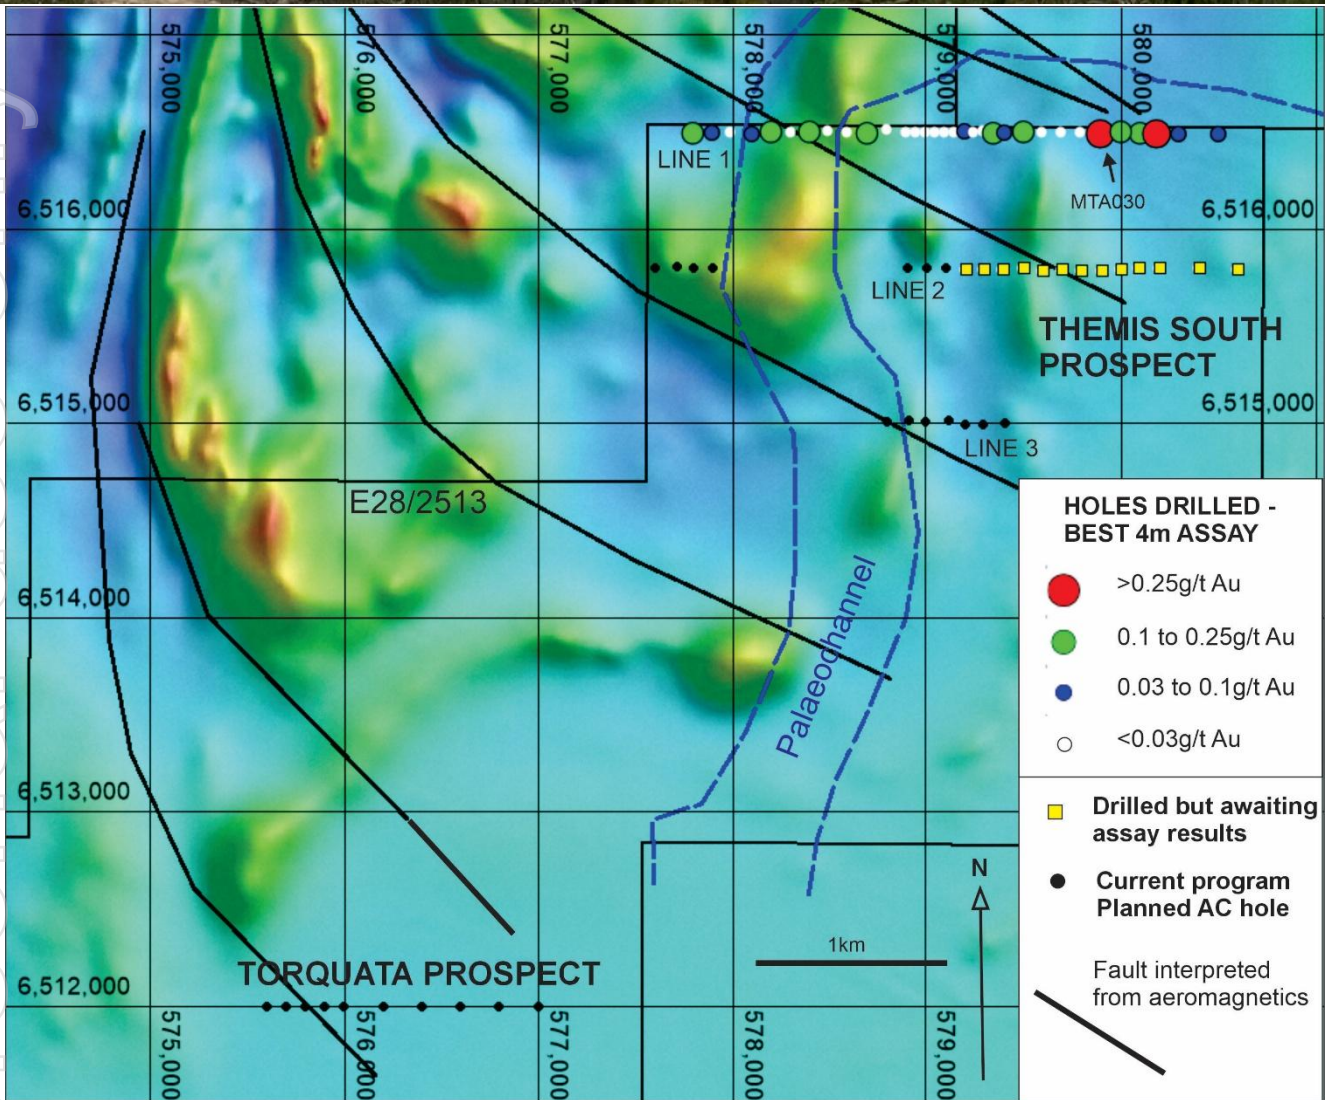 575,000
576,000
577,000
578,000
579,000
580,000
LINE 1
MTA030
6,516,000
6,516,000
LINE 2
THEMIS SOUTH
PROSPECT
6,515,000
6,515,000
LINE 3
E28/2513
6,514,000
Palaeochannel
6,513,000
TORQUATA PROSPECT
6,512,000
575,000
576,000
577,000
578,000
579,000
1km
N
HOLES DRILLED -
BEST 4m ASSAY
>0.25g/t Au
0.1 to 0.25g/t Au
0.03 to 0.1g/t Au
<0.03g/t Au
Drilled but awaiting
assay results
Current program
Planned AC hole
Fault interpreted
from aeromagnetics